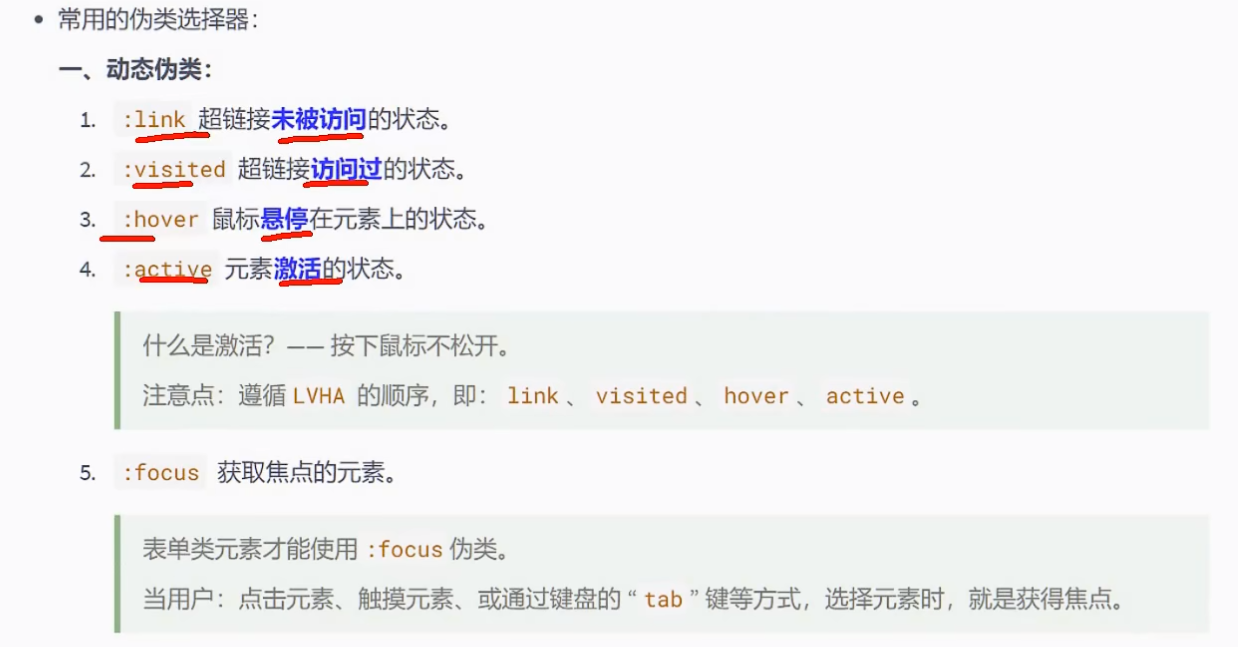 • 常用的伪类选择器：
一、动态伪类：
1. :link 超链接未被访问的状态。
2. :visited 超链接访问过的状态。
3. :hover 鼠标悬停在元素上的状态。
4. :active 元素激活的状态。
什么是激活？—— 按下鼠标不松开。
注意点：遵循 LVHA 的顺序，即： link 、 visited 、 hover 、 active 。
5. :focus 获取焦点的元素。
表单类元素才能使用 :focus 伪类。
当用户：点击元素、触摸元素、或通过键盘的 “ tab ” 键等方式，选择元素时，就是获得焦点。